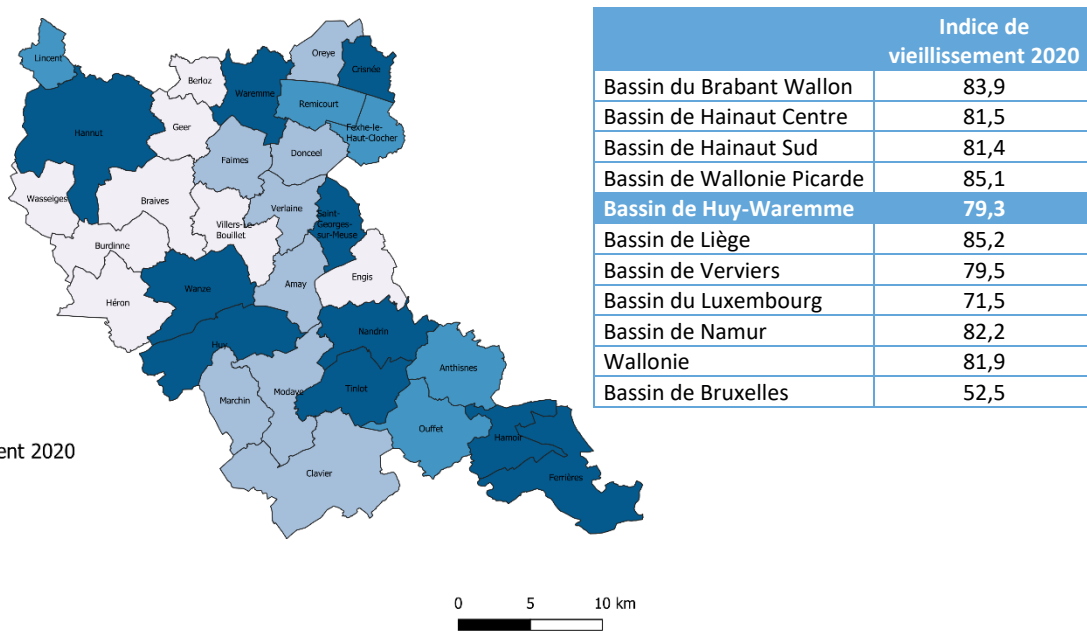 Lincent
Oreye
Berloz
Crisnée
Waremme
Remicourt
Hannut
Geer
Fexhe-le-
Haut-Clocher
Donceel
Faimes
Wasseiges
Braives
Verlaine
Saint-
Georges-
sur-Meuse
Villers-Le-
Bouillet
Burdinne
Engis
Amay
Wanze
Héron
Nandrin
Huy
Anthisnes
Tinlot
Modave
Marchin
Ouffet
Hamoir
Clavier
Ferrières
ent 2020
0 5 10 km
Indice de
vieillissement 2020
Bassin du Brabant Wallon 83,9
Bassin de Hainaut Centre 81,5
Bassin de Hainaut Sud 81,4
Bassin de Wallonie Picarde 85,1
Bassin de Huy-Waremme 79,3
Bassin de Liège 85,2
Bassin de Verviers 79,5
Bassin du Luxembourg 71,5
Bassin de Namur 82,2
Wallonie 81,9
Bassin de Bruxelles 52,5